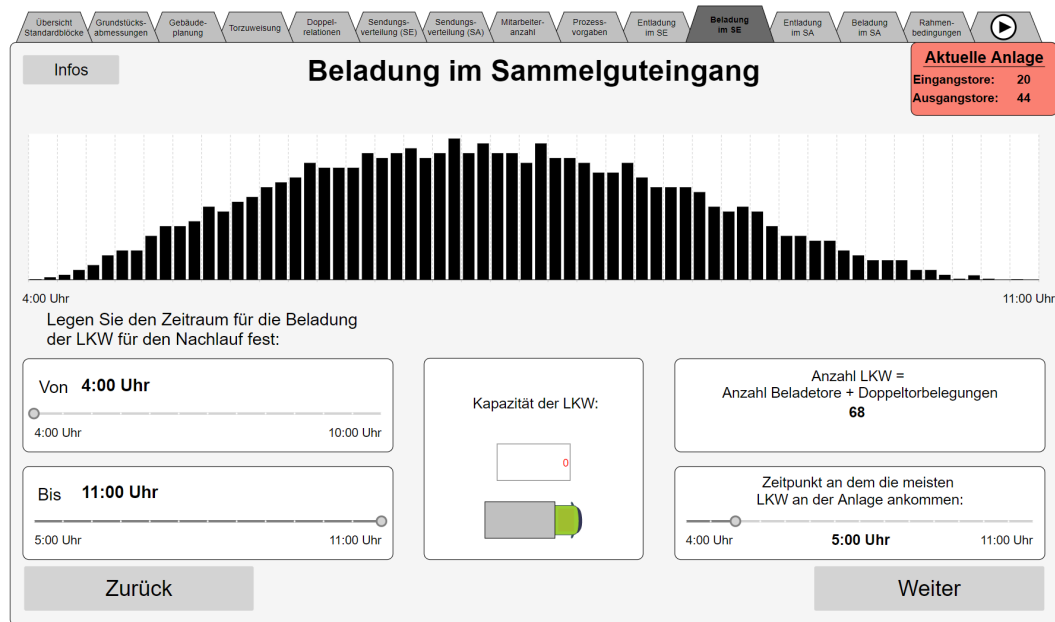 Übersicht
Standardblöcke
Grundstücks-
abmessungen
Gebäude-
planung
Torzuweisung
Doppel-
relationen
Sendungs-
verteilung (SE)
Sendungs-
verteilung (SA)
Mitarbeiter-
anzahl
Prozess-
vorgaben
Entladung
im SE
Beladung
im SE
Entladung
im SA
Beladung
im SA
Rahmen-
bedingungen
Infos
Beladung im Sammelguteingang
Aktuelle Anlage
Eingangstore: 20
Ausgangstore: 44
4:00 Uhr
11:00 Uhr
Legen Sie den Zeitraum für die Beladung
der LKW für den Nachlauf fest:
Von 4:00 Uhr
4:00 Uhr
10:00 Uhr
Bis 11:00 Uhr
5:00 Uhr
11:00 Uhr
Kapazität der LKW:
0
Anzahl LKW =
Anzahl Beladetore + Doppeltorbelegungen
68
Zeitpunkt an dem die meisten
LKW an der Anlage ankommen:
4:00 Uhr
5:00 Uhr
11:00 Uhr
Zurück
Weiter